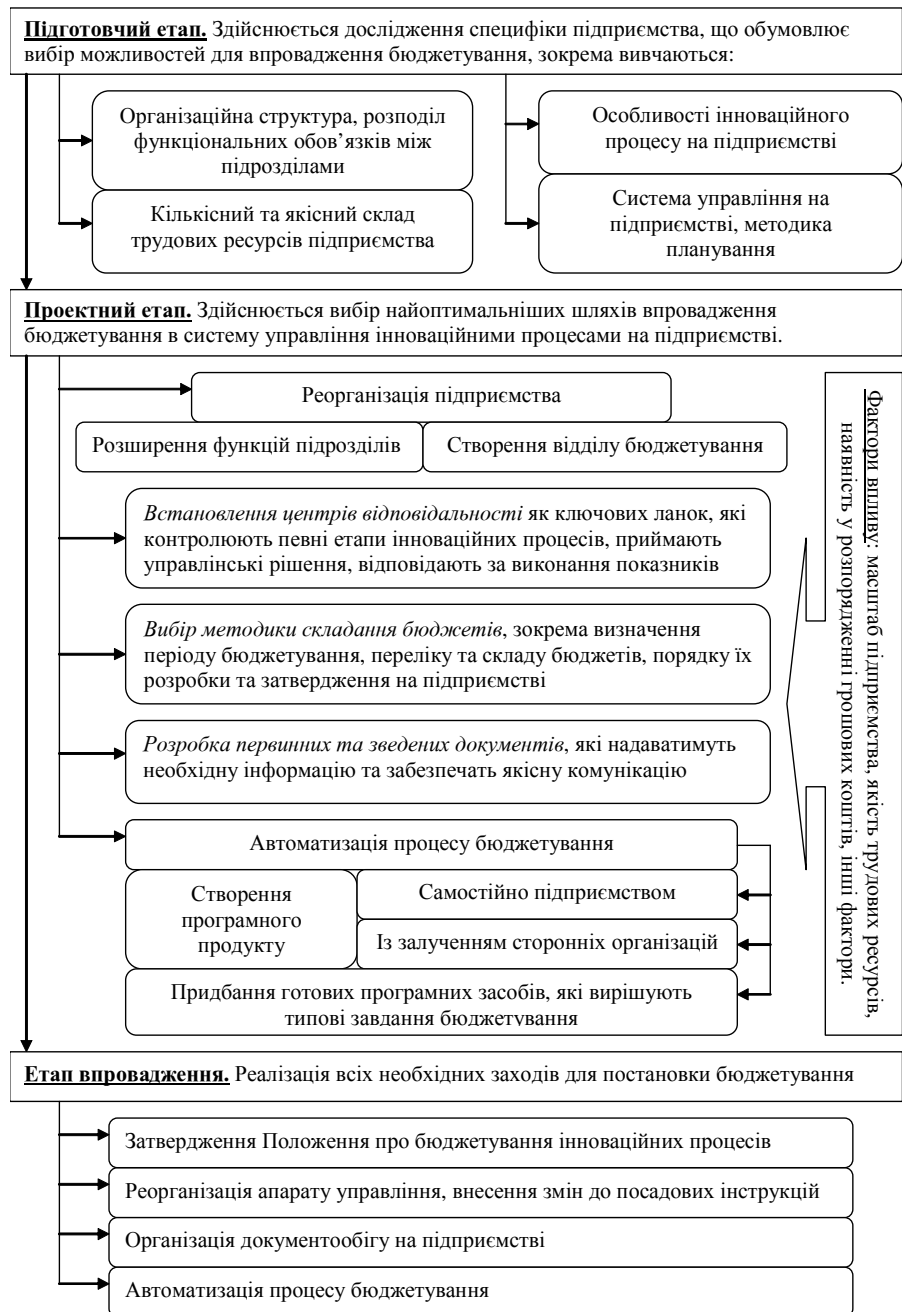 Підготовчий етап. Здійснюється дослідження специфіки підприємства, що обумовлює
вибір можливостей для впровадження бюджетування, зокрема вивчаються:
Організаційна структура, розподіл
функціональних обов’язків між
підрозділами
Особливості інноваційного
процесу на підприємстві
Кількісний та якісний склад
трудових ресурсів підприємства
Система управління на
підприємстві, методика
планування
Проектний етап. Здійснюється вибір найоптимальніших шляхів впровадження
бюджетування в систему управління інноваційними процесами на підприємстві.
Реорганізація підприємства
Розширення функцій підрозділів
Створення відділу бюджетування
Встановлення центрів відповідальності як ключових ланок, які
контролюють певні етапи інноваційних процесів, приймають
управлінські рішення, відповідають за виконання показників
Вибір методики складання бюджетів, зокрема визначення
періоду бюджетування, переліку та складу бюджетів, порядку їх
розробки та затвердження на підприємстві
Розробка первинних та зведених документів, які надаватимуть
необхідну інформацію та забезпечать якісну комунікацію
Автоматизація процесу бюджетування
Створення
програмного
продукту
Самостійно підприємством
Із залученням сторонніх організацій
Придбання готових програмних засобів, які вирішують
типові завдання бюджетування
Фактори впливу: масштаб підприємства, якість трудових ресурсів,
наявність у розпорядженні грошових коштів, інші фактори.
Етап впровадження. Реалізація всіх необхідних заходів для постановки бюджетування
Затвердження Положення про бюджетування інноваційних процесів
Реорганізація апарату управління, внесення змін до посадових інструкцій
Організація документообігу на підприємстві
Автоматизація процесу бюджетування